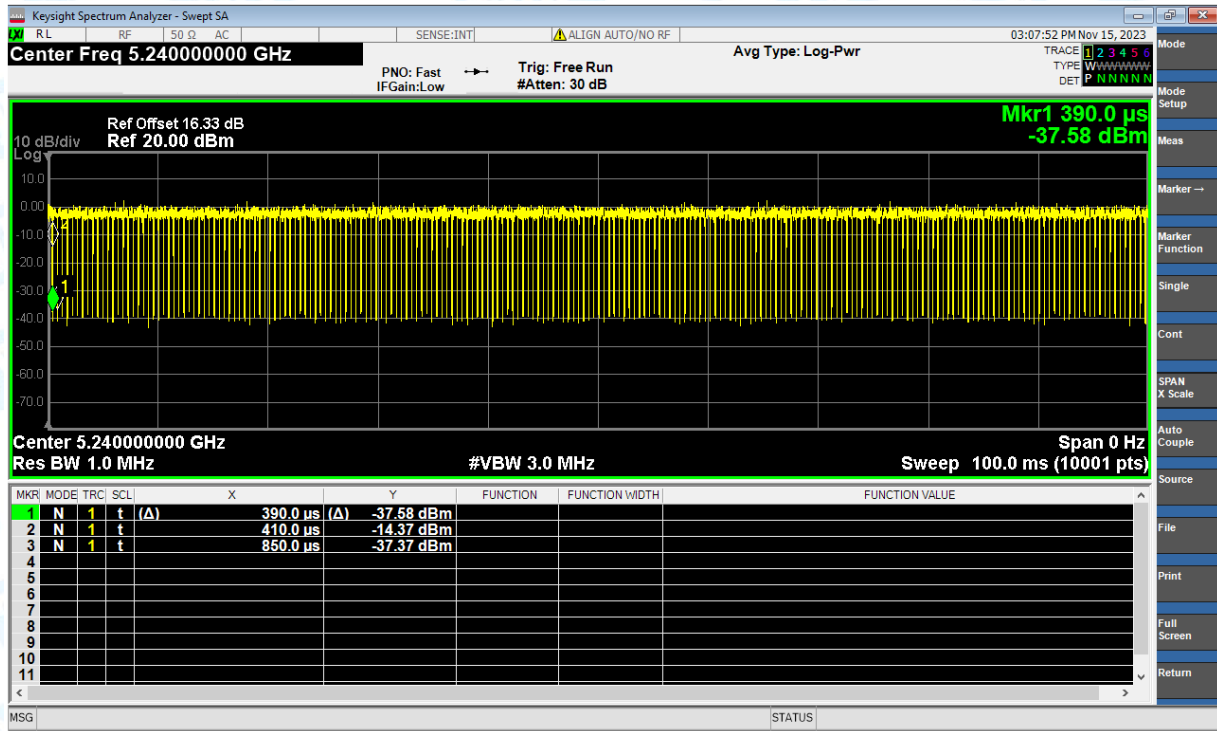 Keysight Spectrum Analyzer - Swept SA
LXI RL RF 50 Ω AC SENSE:INT ALIGN AUTO/NO RF 03:07:52 PM Nov 15, 2023
Center Freq 5.240000000 GHz Avg Type: Log-Pwr TRACE 1 2 3 4 5 6
PNO: Fast Trig: Free Run TYPE WWWWWW
IFGain:Low #Atten: 30 dB DET P N N N N N
Mkr1 390.0 µs
Ref Offset 16.33 dB
10 dB/div Ref 20.00 dBm -37.58 dBm
Log
10.0
0.00
2
-10.0
-20.0
1
-30.0
-40.0
-50.0
-60.0
-70.0
Center 5.240000000 GHz Span 0 Hz
Res BW 1.0 MHz #VBW 3.0 MHz Sweep 100.0 ms (10001 pts)
MKR MODE TRC SCL X Y FUNCTION FUNCTION WIDTH FUNCTION VALUE
1 N 1 t (Δ) 390.0 µs (Δ) -37.58 dBm
2 N 1 t 410.0 µs -14.37 dBm
3 N 1 t 850.0 µs -37.37 dBm
4
5
6
7
8
9
10
11
MSG STATUS
Mode
Mode
Setup
Meas
Marker →
Marker
Function
Single
Cont
SPAN
X Scale
Auto
Couple
Source
File
Print
Full
Screen
Return